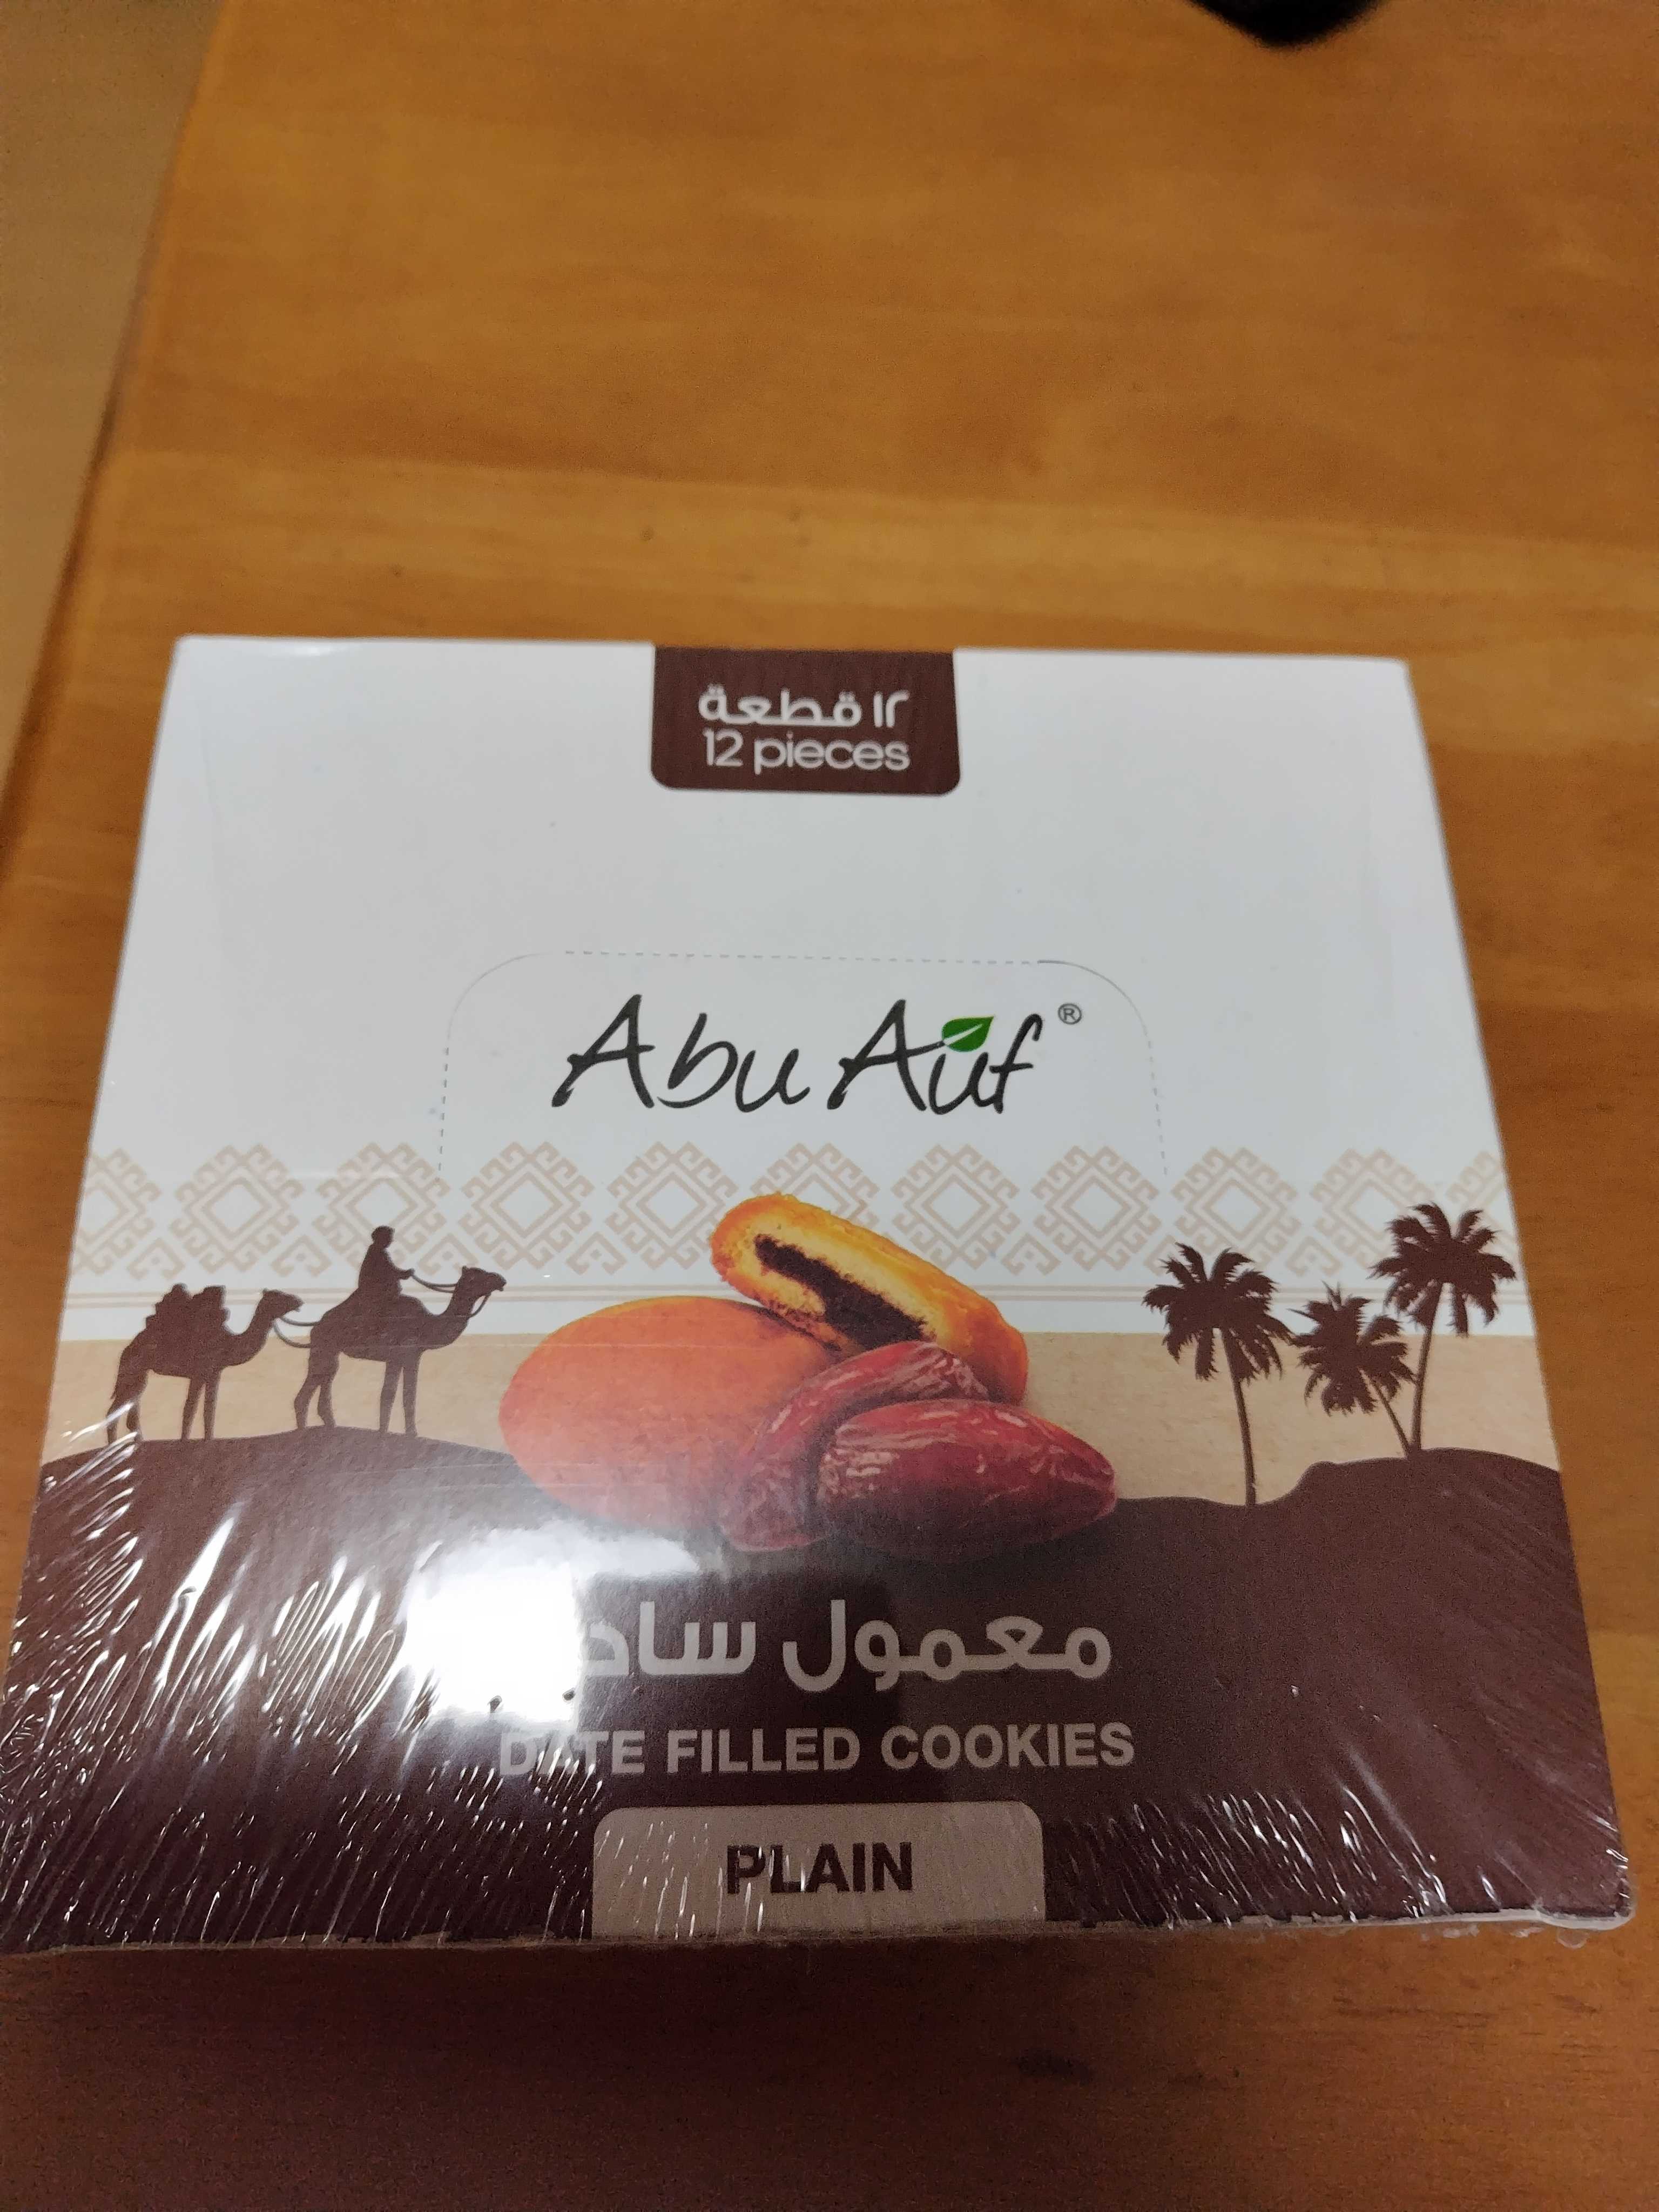 ١٢ قطعة
12 pieces
Abu Auf ®
معمول
DATE FILLED COOKIES
PLAIN